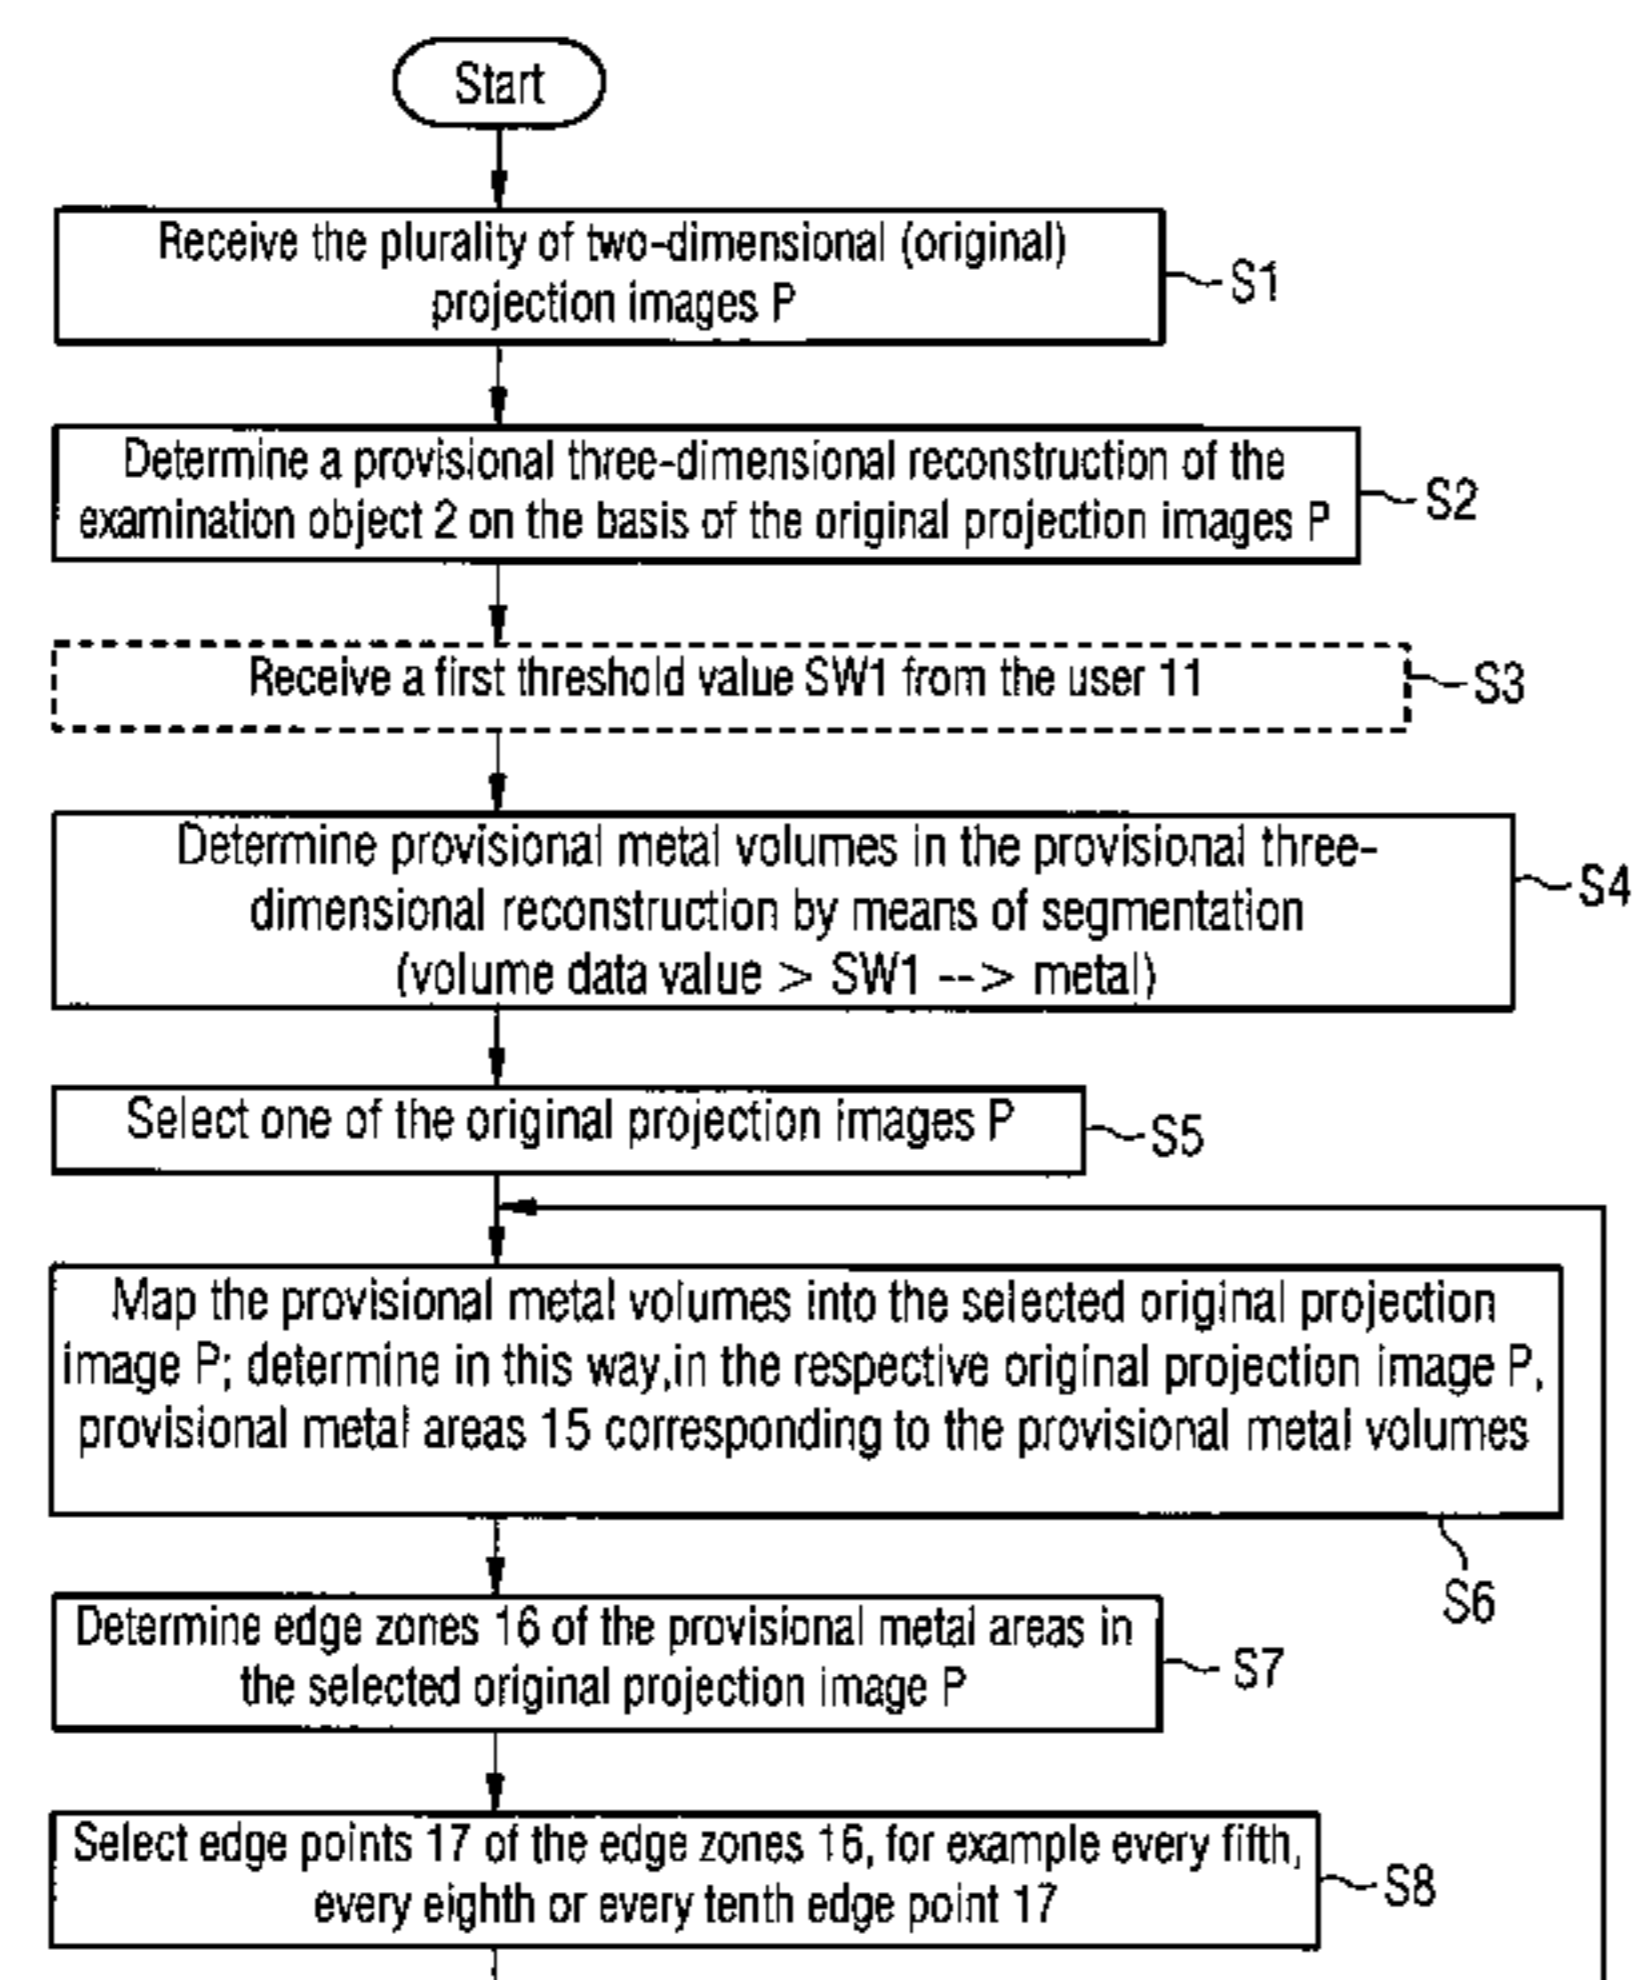 Start
Receive the plurality of two-dimensional (original)
projection images P
S1
Determine a provisional three-dimensional reconstruction of the
examination object 2 on the basis of the original projection images P
S2
Receive a first threshold value SW1 from the user 11
S3
Determine provisional metal volumes in the provisional three-
dimensional reconstruction by means of segmentation
(volume data value > SW1 --> metal)
S4
Select one of the original projection images P
S5
Map the provisional metal volumes into the selected original projection
image P; determine in this way,in the respective original projection image P,
provisional metal areas 15 corresponding to the provisional metal volumes
S6
Determine edge zones 16 of the provisional metal areas in
the selected original projection image P
S7
Select edge points 17 of the edge zones 16, for example every fifth,
every eighth or every tenth edge point 17
S8